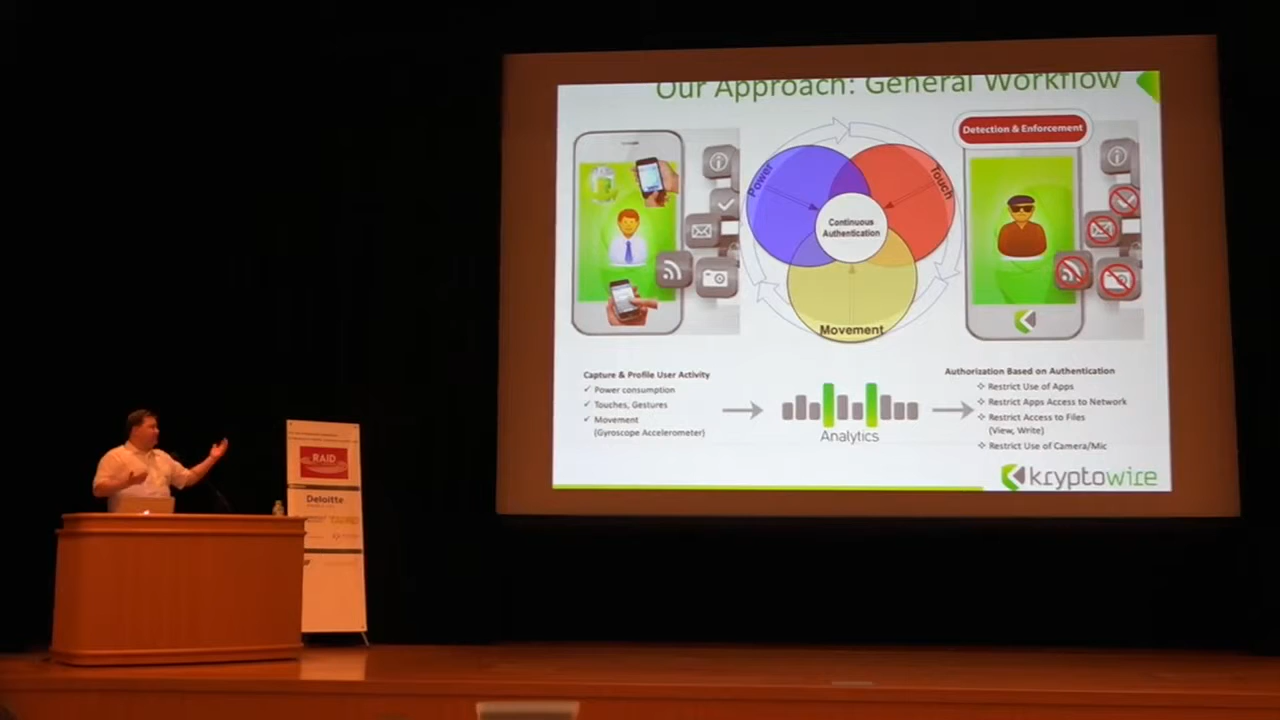 Our Approach: General Workflow
Detection & Enforcement
Power
Touch
Continuous
Authentication
Movement
Capture & Profile User Activity
✓ Power consumption
✓ Touches, Gestures
✓ Movement
(Gyroscope Accelerometer)
Analytics
Authorization Based on Authentication
❖ Restrict Use of Apps
❖ Restrict Apps Access to Network
❖ Restrict Access to Files
(View, Write)
❖ Restrict Use of Camera/Mic
kryptowire
RAID
Deloitte